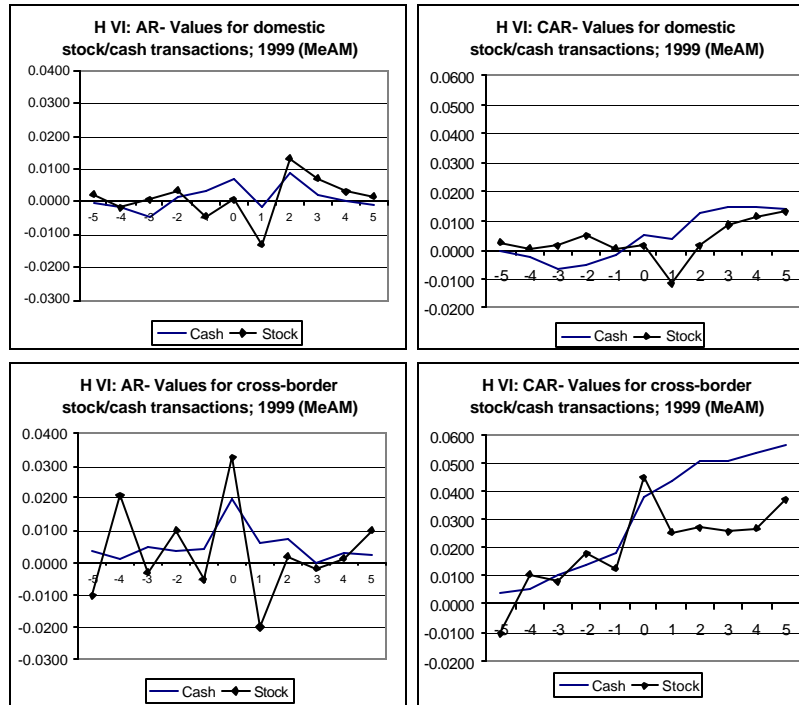 H VI: AR- Values for domestic
stock/cash transactions; 1999 (MeAM)
0.0400
0.0300
0.0200
0.0100
0.0000
-0.0100
-0.0200
-0.0300
-5 -4 -3 -2 -1 0 1 2 3 4 5
Cash Stock
H VI: CAR- Values for domestic
stock/cash transactions; 1999 (MeAM)
0.0600
0.0500
0.0400
0.0300
0.0200
0.0100
0.0000
-0.0100
-0.0200
-5 -4 -3 -2 -1 0 1 2 3 4 5
Cash Stock
H VI: AR- Values for cross-border
stock/cash transactions; 1999 (MeAM)
0.0400
0.0300
0.0200
0.0100
0.0000
-0.0100
-0.0200
-0.0300
-5 -4 -3 -2 -1 0 1 2 3 4 5
Cash Stock
H VI: CAR- Values for cross-border
stock/cash transactions; 1999 (MeAM)
0.0600
0.0500
0.0400
0.0300
0.0200
0.0100
0.0000
-0.0100
-0.0200
-5 -4 -3 -2 -1 0 1 2 3 4 5
Cash Stock